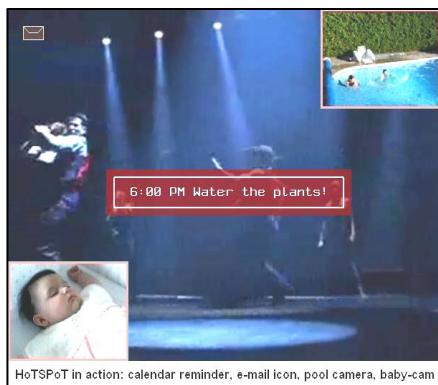 6:00 PM Water the plants!
HoTSPoT in action: calendar reminder, e-mail icon, pool camera, baby-cam